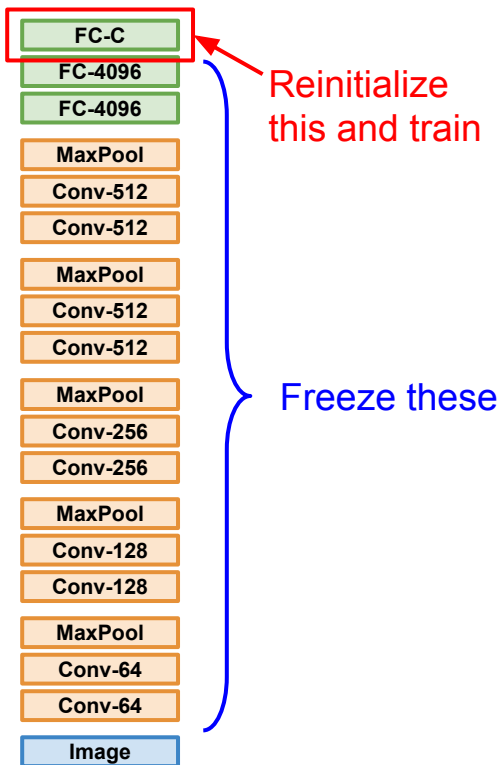 FC-C
FC-4096
FC-4096
MaxPool
Conv-512
Conv-512
MaxPool
Conv-512
Conv-512
MaxPool
Conv-256
Conv-256
MaxPool
Conv-128
Conv-128
MaxPool
Conv-64
Conv-64
Image
Reinitialize
this and train
Freeze these